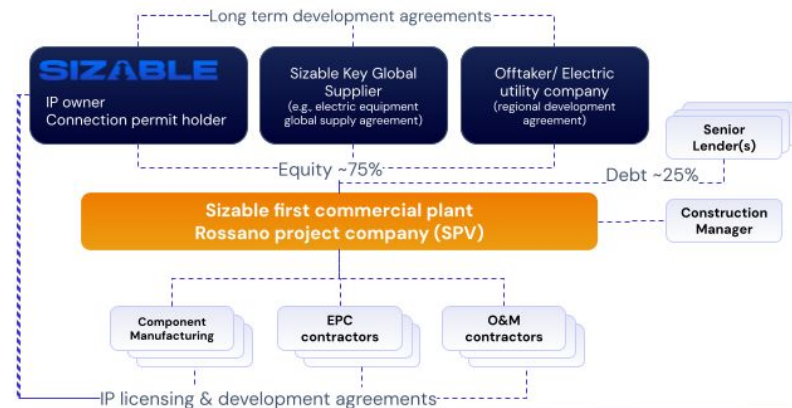 Long term development agreements
SIZABLE
IP owner
Connection permit holder
Sizable Key Global
Supplier
(e.g., electric equipment
global supply agreement)
Offtaker/ Electric
utility company
(regional development
agreement)
Senior
Lender(s)
Equity ~75%
Debt ~25%
Sizable first commercial plant
Rossano project company (SPV)
Construction
Manager
Component
Manufacturing
EPC
contractors
O&M
contractors
IP licensing & development agreements